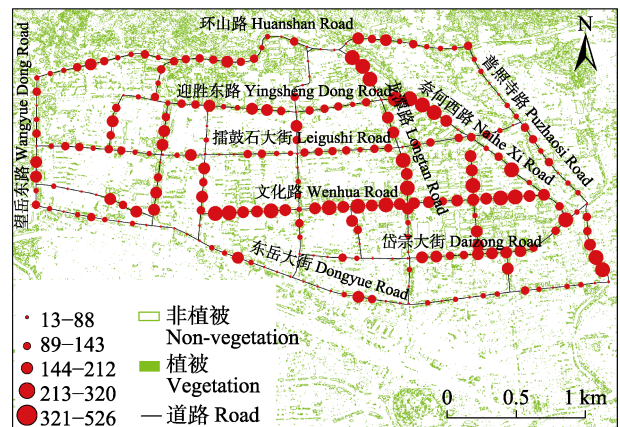 环山路 Huanshan Road
N
望岳东路 Wangyue Dong Road
普照寺路 Puzhaosi Road
迎胜东路 Yingsheng Dong Road
奈何西路 Naihe Xi Road
龙潭路 Longtan Road
擂鼓石大街 Leigushi Road
文化路 Wenhua Road
岱宗大街 Daizong Road
东岳大街 Dongyue Road
13−88
89−143
144−212
213−320
321−526
非植被
Non-vegetation
植被
Vegetation
道路 Road
0 0.5 1 km